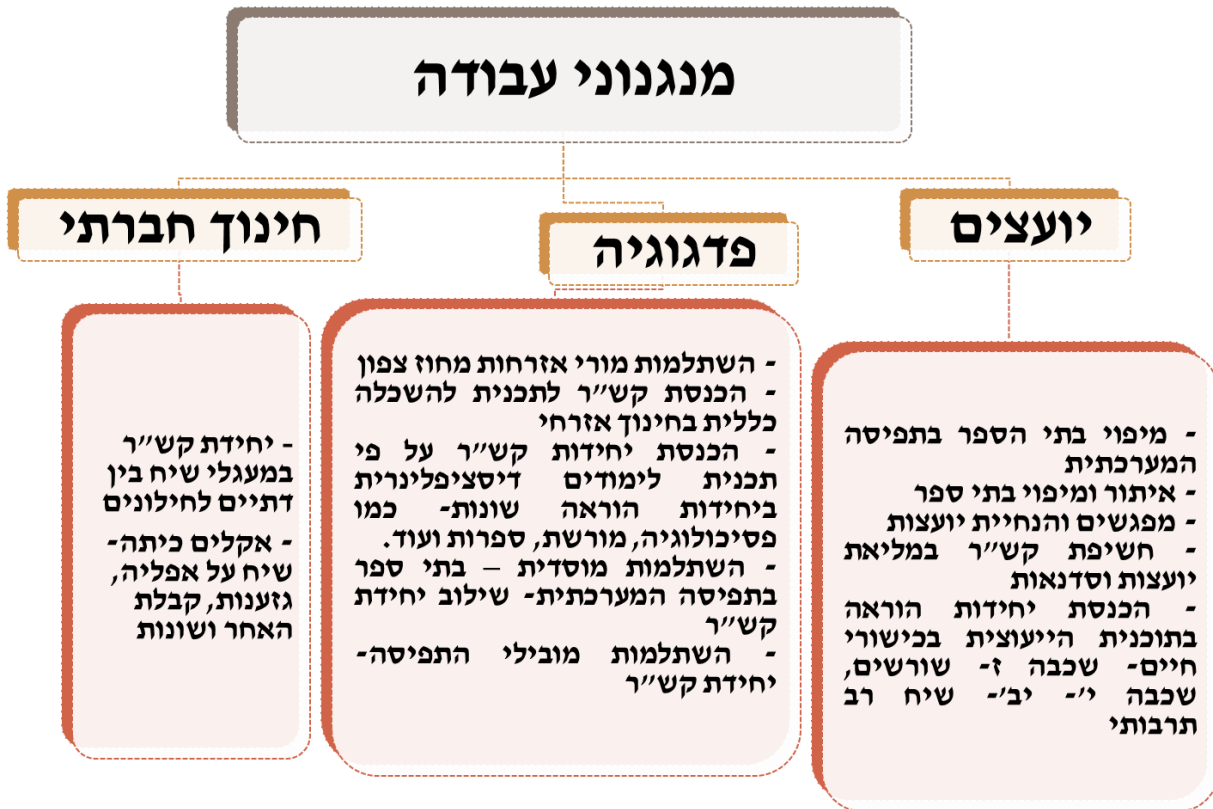 מנגנוני עבודה
יועצים
- מיפוי בתי הספר בתפיסה
המערכתית
- איתור ומיפוי בתי ספר
- מפגשים והנחיית יועצות
- חשיפת קש״ר במליאת
יועצות וסדנאות
- הכנסת יחידות הוראה
בתוכנית הייעוצית בכישורי
חיים- שכבה ז- שורשים,
שכבה י׳- יב׳- שיח רב
תרבותי
פדגוגיה
- השתלמות מורי אזרחות מחוז צפון
- הכנסת קש״ר לתכנית להשכלה
כללית בחינוך אזרחי
- הכנסת יחידות קש״ר על פי
תכנית לימודים דיסציפלינרית
ביחידות הוראה שונות- כמו
פסיכולוגיה, מורשת, ספרות ועוד.
- השתלמות מוסדית – בתי ספר
בתפיסה המערכתית- שילוב יחידת
קש״ר
- השתלמות מובילי התפיסה-
יחידת קש״ר
חינוך חברתי
- יחידת קש״ר
במעגלי שיח בין
דתיים לחילונים
- אקלים כיתה-
שיח על אפליה,
גזענות, קבלת
האחר ושונות